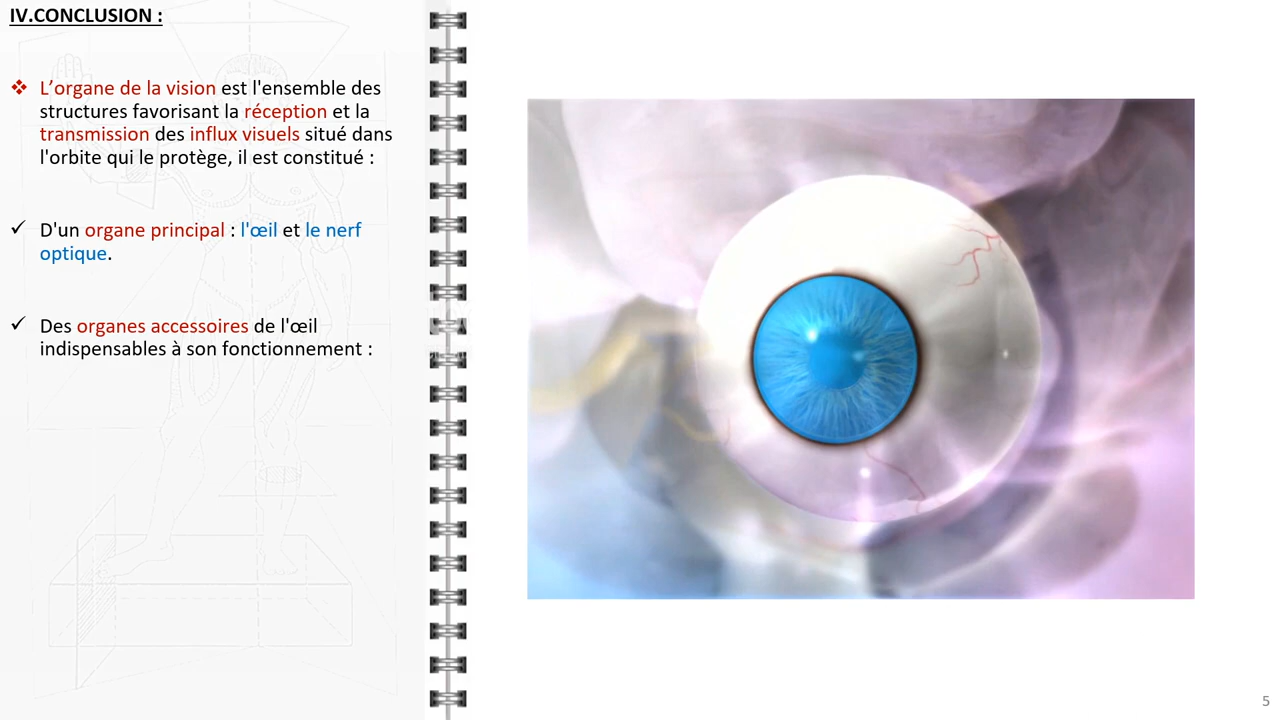 IV.CONCLUSION :
❖ L’organe de la vision est l'ensemble des
structures favorisant la réception et la
transmission des influx visuels situé dans
l'orbite qui le protège, il est constitué :
✓ D'un organe principal : l'œil et le nerf
optique.
✓ Des organes accessoires de l'œil
indispensables à son fonctionnement :
5